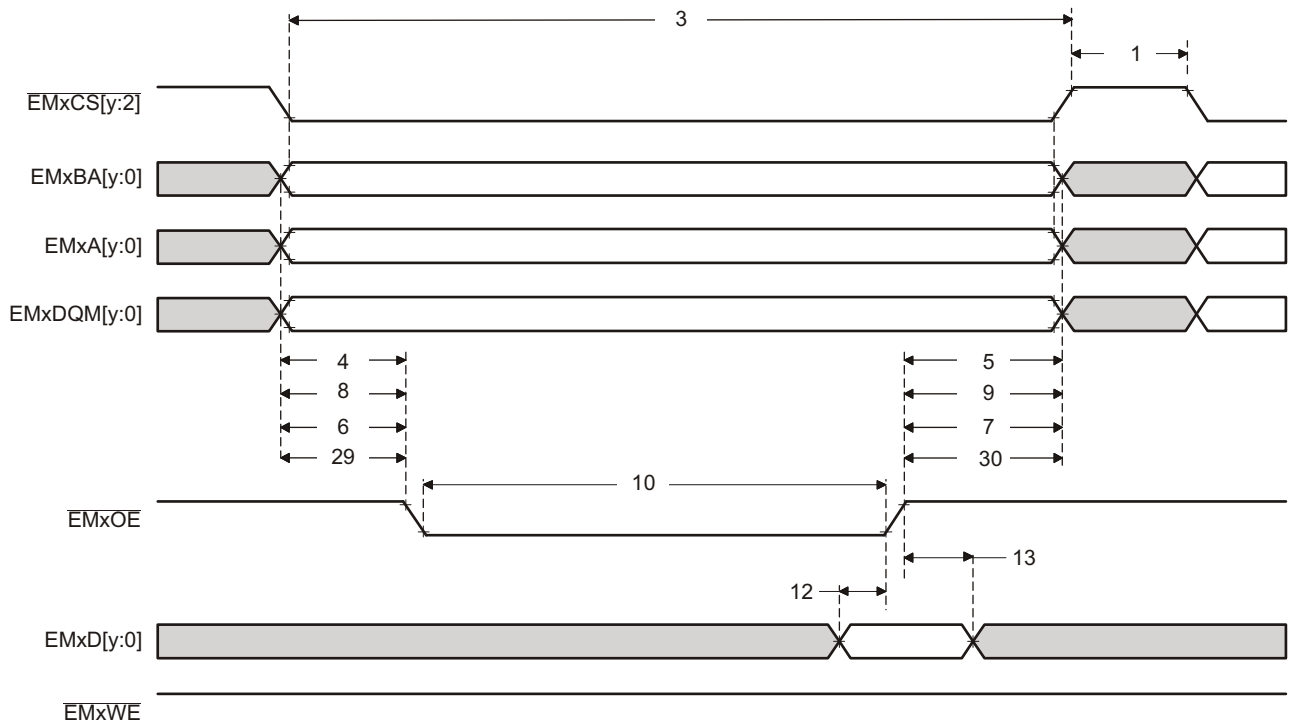 3
1
EMxCS[y:2]
EMxBA[y:0]
EMxA[y:0]
EMxDQM[y:0]
4 5
8 9
6 7
29 30
10
EMxOE
13
12
EMxD[y:0]
EMxWE